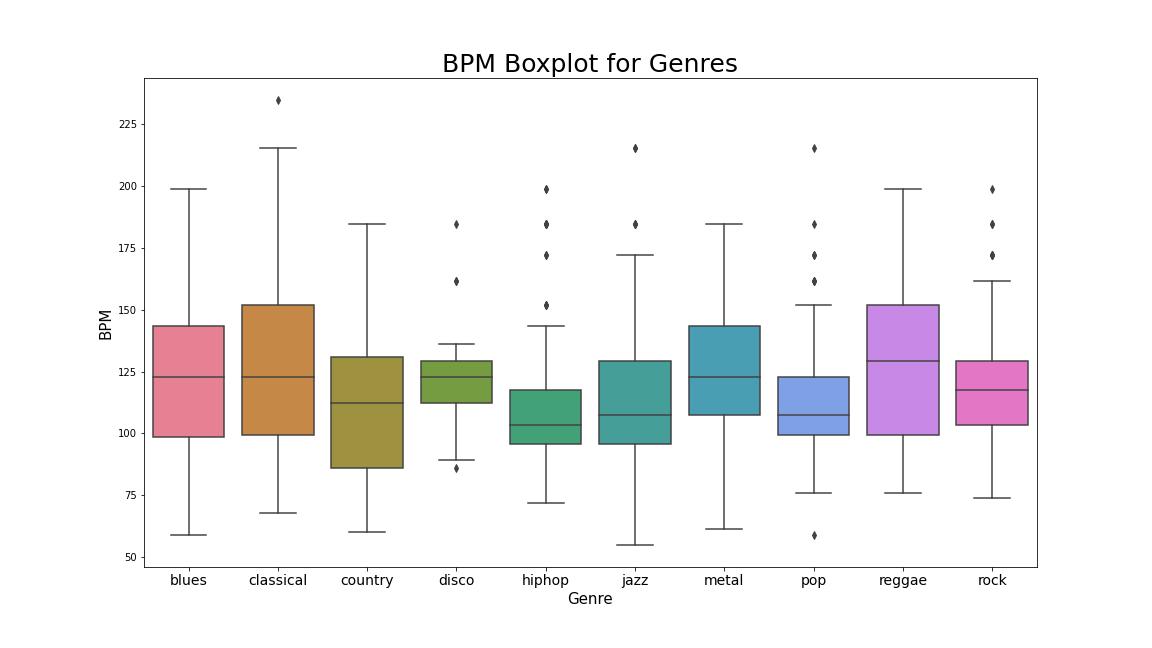 BPM Boxplot for Genres
BPM
225
200
175
150
125
100
75
50
blues classical country disco hiphop jazz metal pop reggae rock
Genre